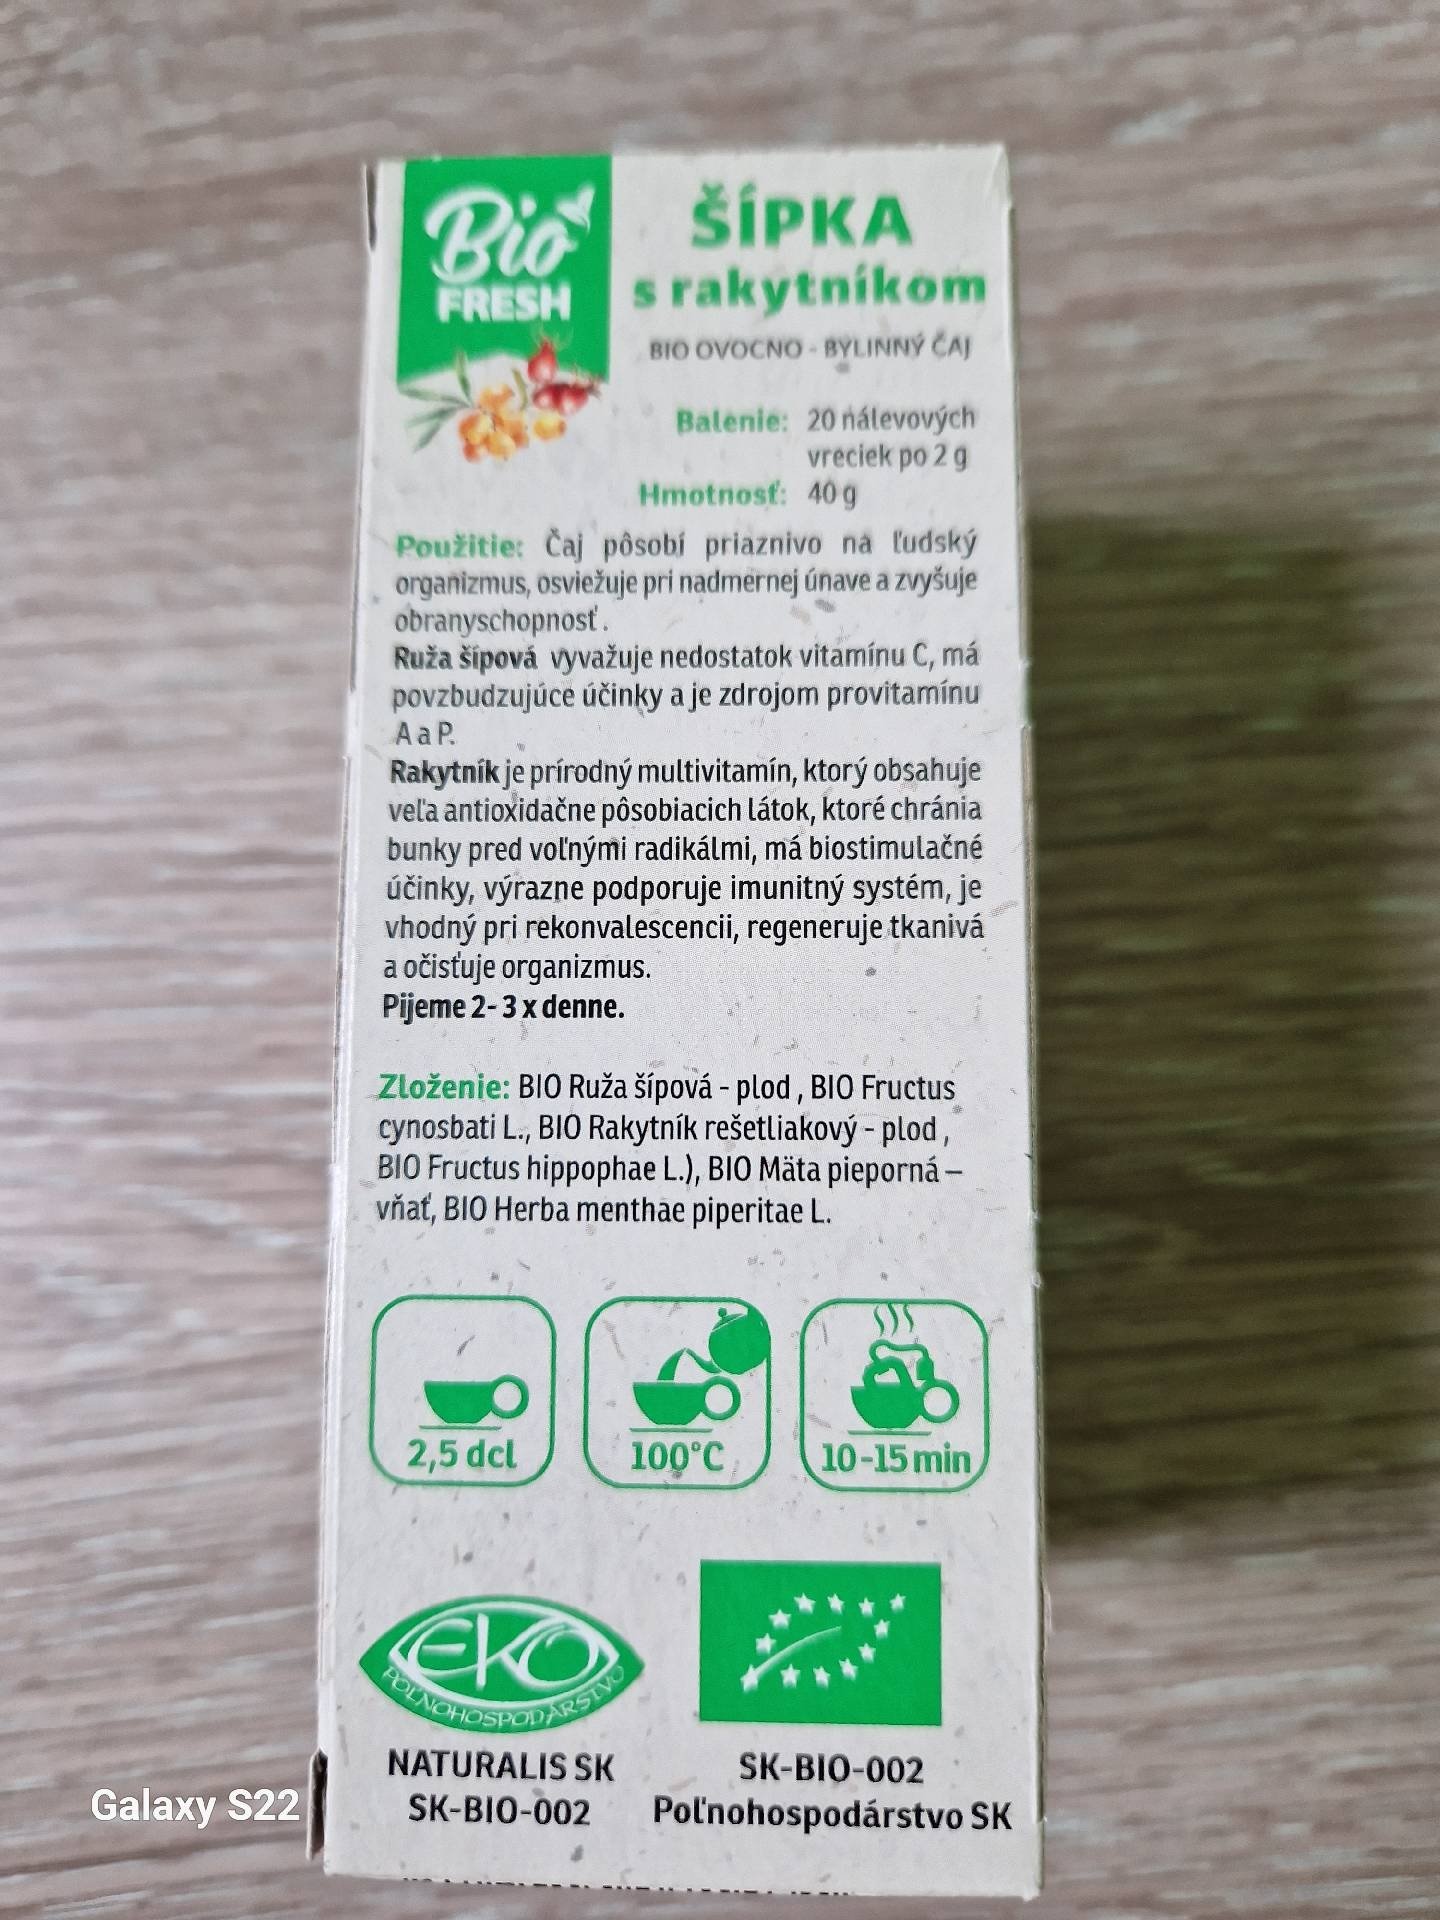 Bio
FRESH
ŠÍPKA
s rakytníkom
BIO OVOCNO - BYLINNÝ ČAJ
Balenie: 20 nálevových
vreciek po 2 g
Hmotnosť: 40 g
Použitie: Čaj pôsobí priaznivo na ľudský
organizmus, osviežuje pri nadmernej únave a zvyšuje
obranyschopnosť.
Ruža šípová vyvažuje nedostatok vitamínu C, má
povzbudzujúce účinky a je zdrojom provitamínu
A a P.
Rakytník je prírodný multivitamín, ktorý obsahuje
veľa antioxidačne pôsobiacich látok, ktoré chránia
bunky pred voľnými radikálmi, má biostimulačné
účinky, výrazne podporuje imunitný systém, je
vhodný pri rekonvalescencii, regeneruje tkanivá
a očisťuje organizmus.
Pijeme 2- 3 x denne.
Zloženie: BIO Ruža šípová - plod , BIO Fructus
cynosbati L., BIO Rakytník rešetliakový - plod ,
BIO Fructus hippophae L.), BIO Mäta pieporná –
vňať, BIO Herba menthae piperitae L.
2,5 dcl
100°C
10-15 min
EKO
POĽNOHOSPODÁRSTVO
NATURALIS SK
SK-BIO-002
SK-BIO-002
Poľnohospodárstvo SK
Galaxy S22